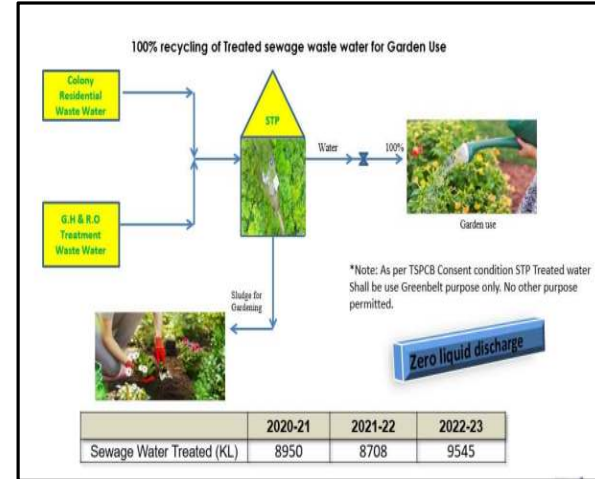 100% recycling of Treated sewage waste water for Garden Use
Colony
Residential
Waste Water
STP
Water
100%
Garden use
G.H & R.O
Treatment
Waste Water
*Note: As per TSPCB Consent condition STP Treated water
Shall be use Greenbelt purpose only. No other purpose
permitted.
Sludge for
Gardening
Zero liquid discharge
2020-21 2021-22 2022-23
Sewage Water Treated (KL) 8950 8708 9545